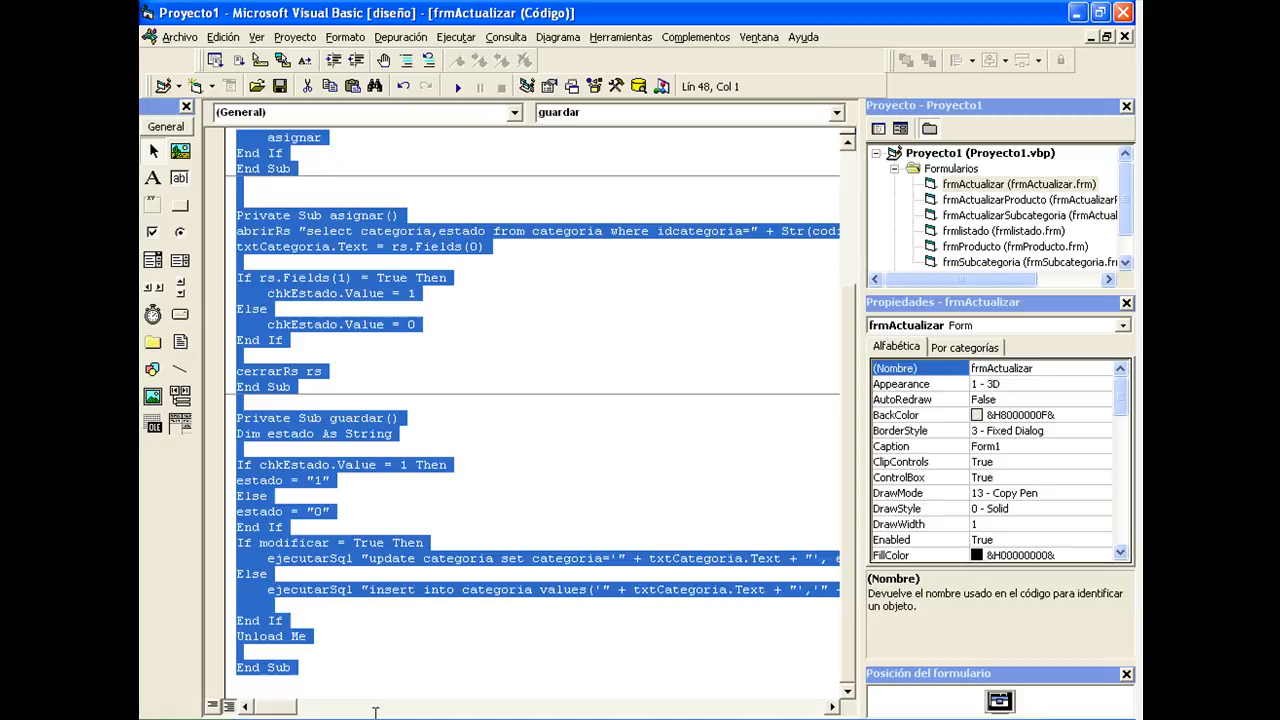 Proyecto1 - Microsoft Visual Basic [diseño] - [frmActualizar (Código)]
Archivo Edición Ver Proyecto Formato Depuración Ejecutar Consulta Diagrama Herramientas Complementos Ventana Ayuda
Lín 48, Col 1
General
(General) guardar
asignar
End If
End Sub
Private Sub asignar()
abrirRs "select categoria,estado from categoria where idcategoria=" + Str(codi
txtCategoria.Text = rs.Fields(0)
If rs.Fields(1) = True Then
chkEstado.Value = 1
Else
chkEstado.Value = 0
End If
cerrarRs rs
End Sub
Private Sub guardar()
Dim estado As String
If chkEstado.Value = 1 Then
estado = "1"
Else
estado = "0"
End If
If modificar = True Then
ejecutarSql "update categoria set categoria='" + txtCategoria.Text + "', e
Else
ejecutarSql "insert into categoria values('" + txtCategoria.Text + "','" +
End If
Unload Me
End Sub
Proyecto - Proyecto1
Proyecto1 (Proyecto1.vbp)
Formularios
frmActualizar (frmActualizar.frm)
frmActualizarProducto (frmActualizarF
frmActualizarSubcategoria (frmActual
frmlistado (frmlistado.frm)
frmProducto (frmProducto.frm)
frmSubcategoria (frmSubcategoria.frr
Propiedades - frmActualizar
frmActualizar Form
Alfabética Por categorías
(Nombre) frmActualizar
Appearance 1 - 3D
AutoRedraw False
BackColor &H8000000F&
BorderStyle 3 - Fixed Dialog
Caption Form1
ClipControls True
ControlBox True
DrawMode 13 - Copy Pen
DrawStyle 0 - Solid
DrawWidth 1
Enabled True
FillColor &H00000000&
(Nombre)
Devuelve el nombre usado en el código para identificar
un objeto.
Posición del formulario